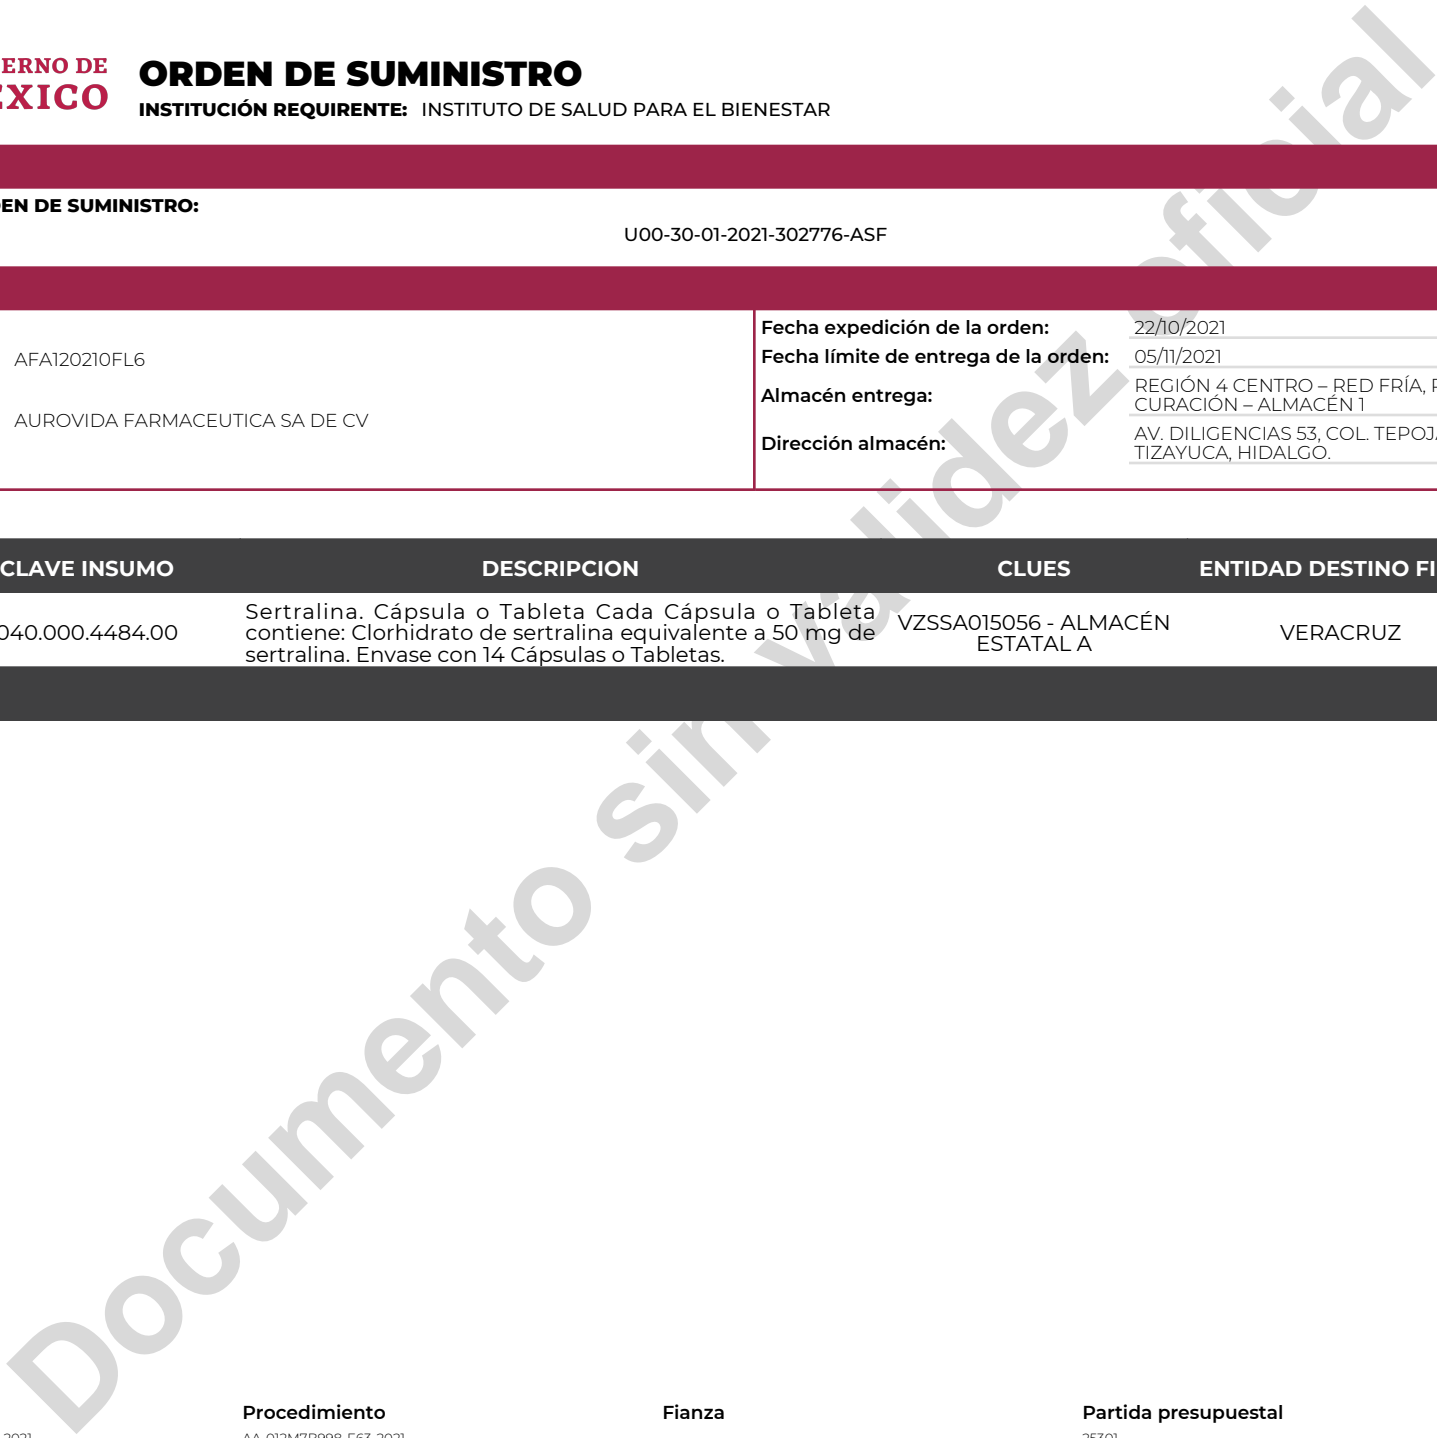 ERNO DE
ÉXICO
ORDEN DE SUMINISTRO
INSTITUCIÓN REQUIRENTE: INSTITUTO DE SALUD PARA EL BIENESTAR
EN DE SUMINISTRO:
U00-30-01-2021-302776-ASF
AFA120210FL6
AUROVIDA FARMACEUTICA SA DE CV
Fecha expedición de la orden: 22/10/2021
Fecha límite de entrega de la orden: 05/11/2021
Almacén entrega: REGIÓN 4 CENTRO – RED FRÍA,
CURACIÓN – ALMACÉN 1
Dirección almacén: AV. DILIGENCIAS 53, COL. TEPOJA
TIZAYUCA, HIDALGO.
CLAVE INSUMO DESCRIPCION CLUES ENTIDAD DESTINO FI
040.000.4484.00
Sertralina. Cápsula o Tableta Cada Cápsula o Tableta
contiene: Clorhidrato de sertralina equivalente a 50 mg de
sertralina. Envase con 14 Cápsulas o Tabletas.
VZSSA015056 - ALMACÉN
ESTATAL A
VERACRUZ
Documento sin validez oficial
Procedimiento Fianza Partida presupuestal